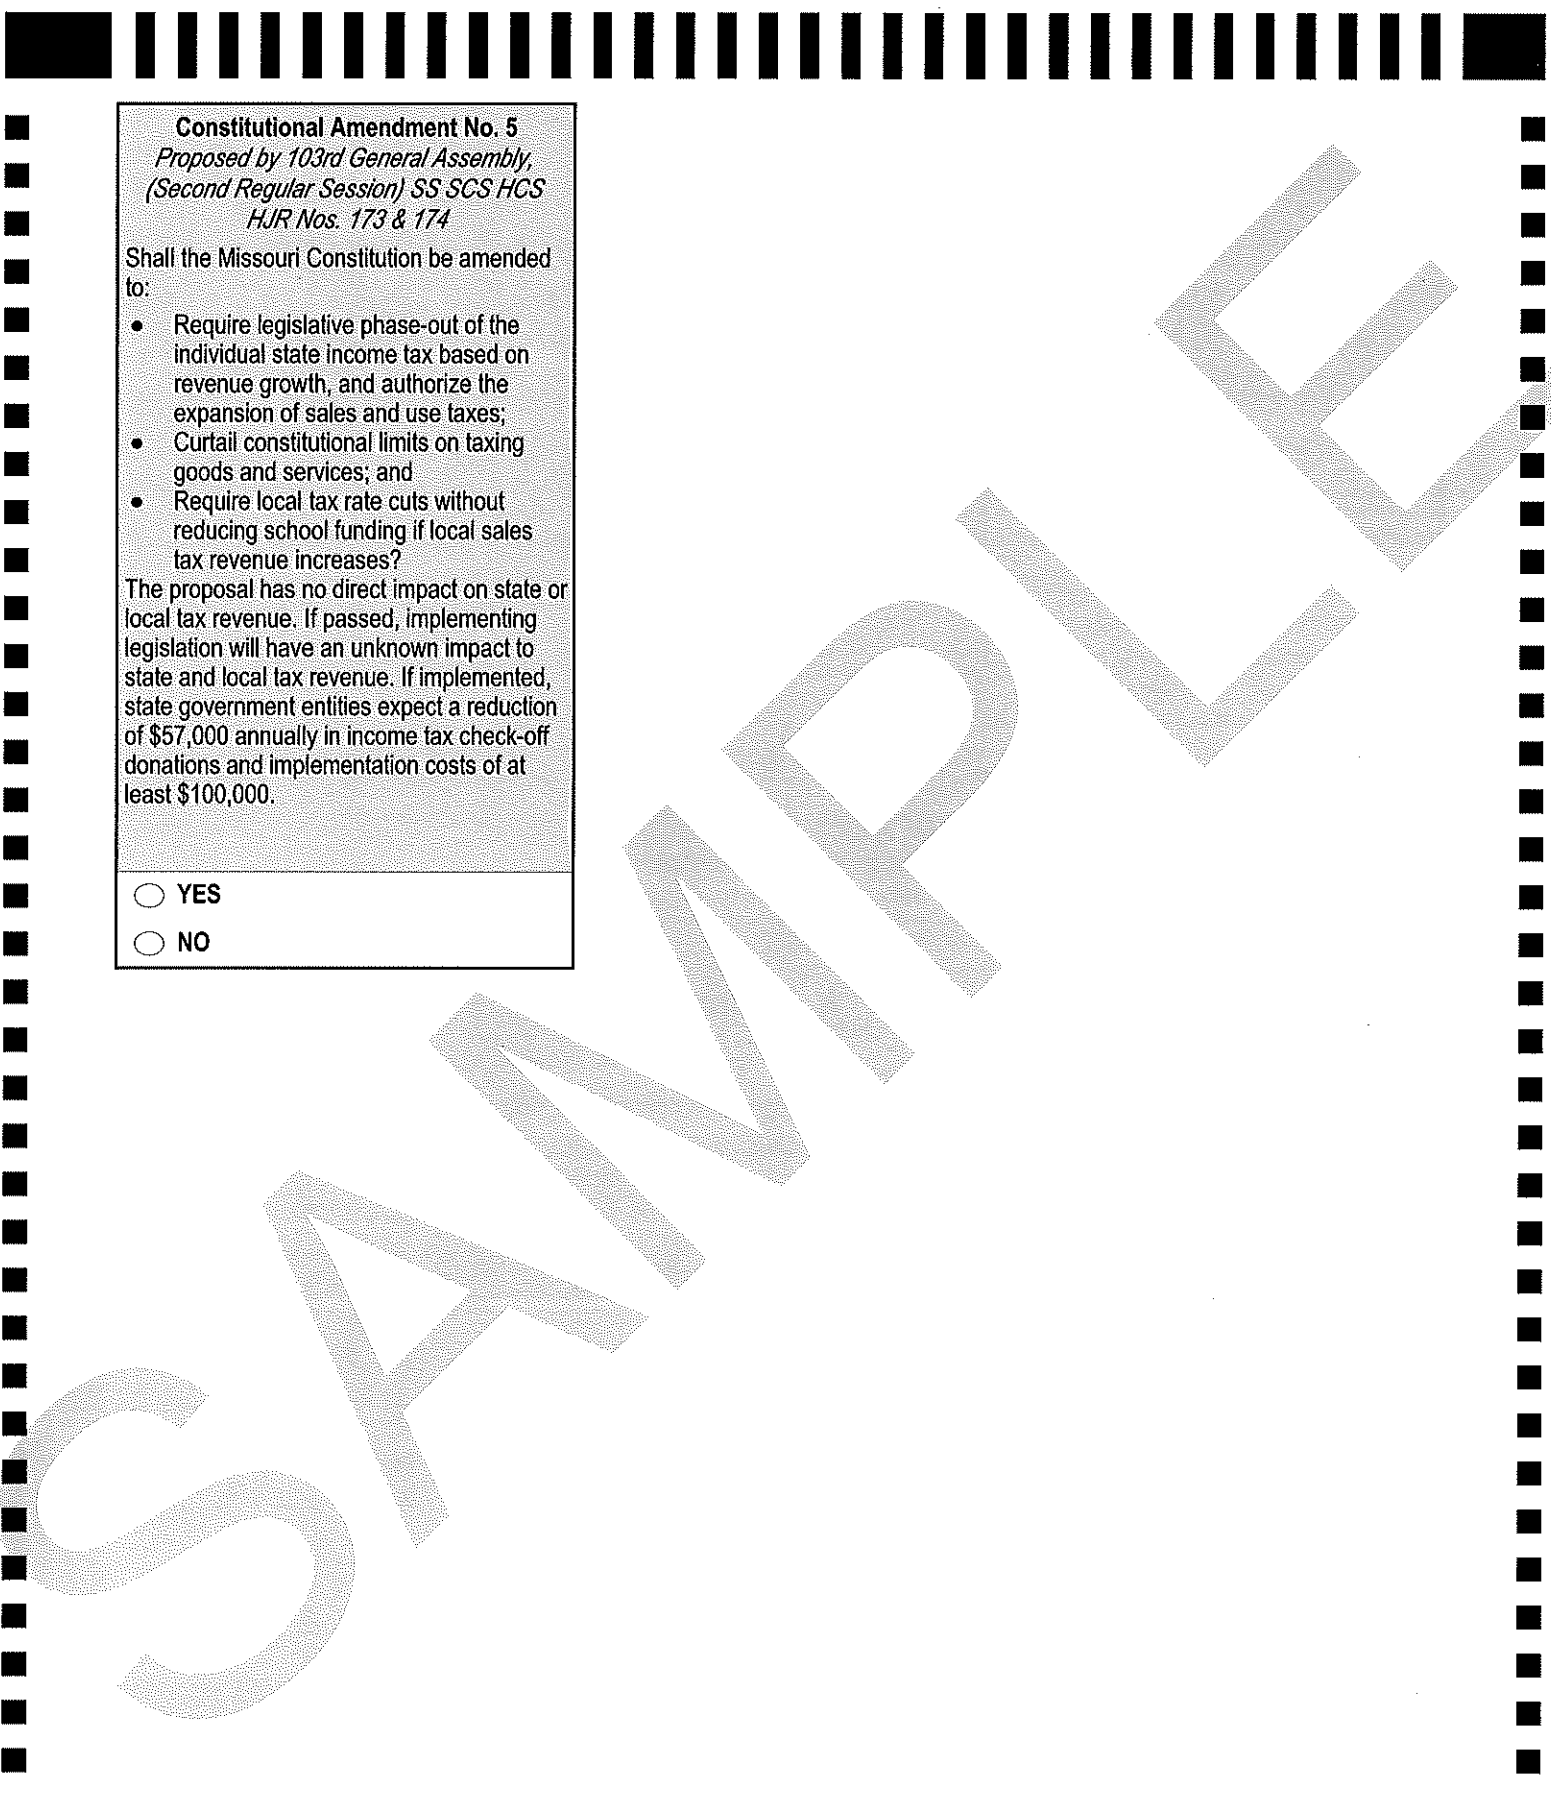 Constitutional Amendment No. 5
Proposed by 103rd General Assembly,
(Second Regular Session) SS SCS HCS
HJR Nos. 173 & 174
Shall the Missouri Constitution be amended
to:
• Require legislative phase-out of the
individual state income tax based on
revenue growth, and authorize the
expansion of sales and use taxes;
• Curtail constitutional limits on taxing
goods and services; and
• Require local tax rate cuts without
reducing school funding if local sales
tax revenue increases?
The proposal has no direct impact on state or
local tax revenue. If passed, implementing
legislation will have an unknown impact to
state and local tax revenue. If implemented,
state government entities expect a reduction
of $57,000 annually in income tax check-off
donations and implementation costs of at
least $100,000.
YES
NO
SAMPLE